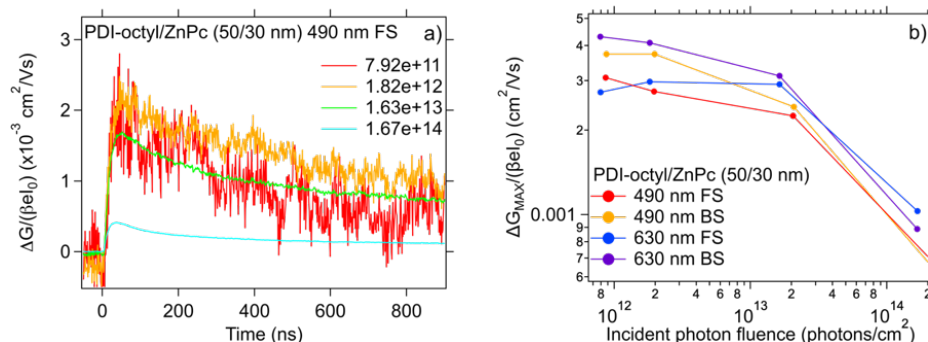 PDI-octyl/ZnPc (50/30 nm) 490 nm FS
a)
7.92e+11
1.82e+12
1.63e+13
1.67e+14
3
2
1
0
ΔG/((βeI₀) (x10⁻³ cm²/Vs)
0
200
400
600
800
Time (ns)
b)
5
4
3
2
0.001
9
8
7
6
ΔG_MAX/((βeI₀)) (cm²/Vs)
PDI-octyl/ZnPc (50/30 nm)
490 nm FS
490 nm BS
630 nm FS
630 nm BS
8
10¹²
2
4
6
8
10¹³
2
4
6
8
10¹⁴
2
Incident photon fluence (photons/cm²)